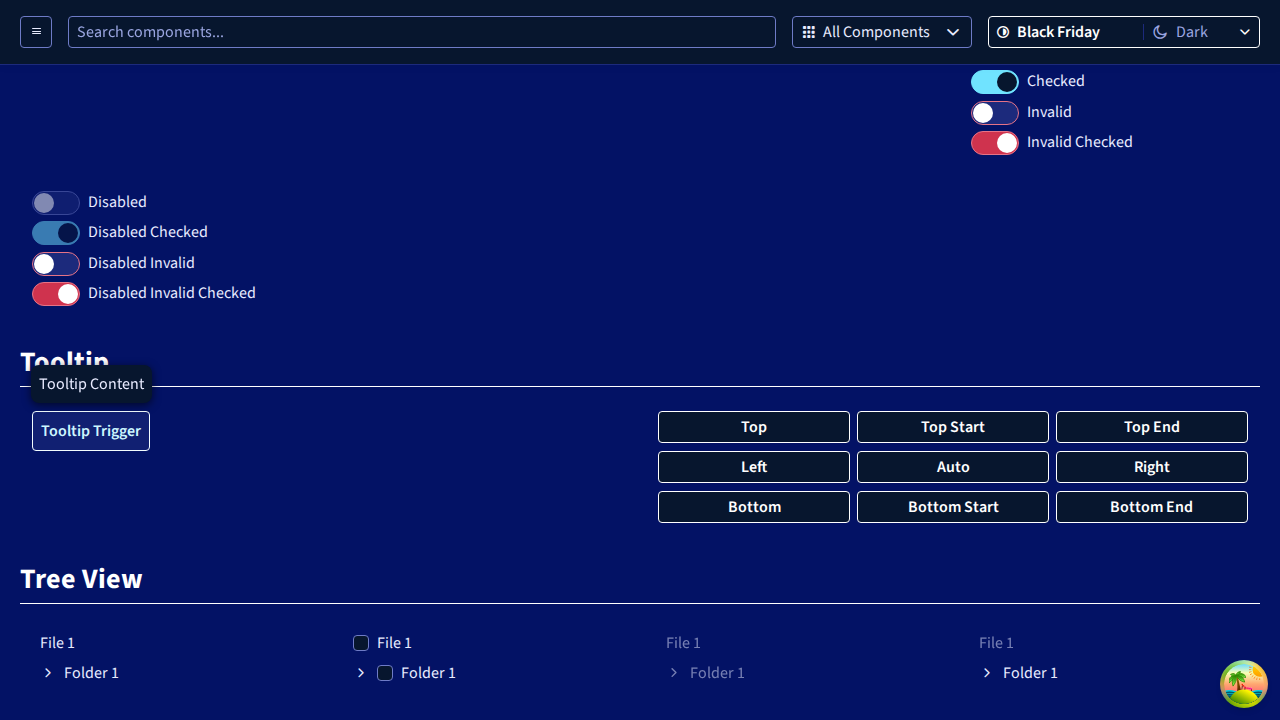 Search components...
All Components
Black Friday
Dark
Checked
Invalid
Invalid Checked
Disabled
Disabled Checked
Disabled Invalid
Disabled Invalid Checked
Tooltip
Tooltip Content
Tooltip Trigger
Top
Top Start
Top End
Left
Auto
Right
Bottom
Bottom Start
Bottom End
Tree View
File 1
File 1
File 1
File 1
Folder 1
Folder 1
Folder 1
Folder 1